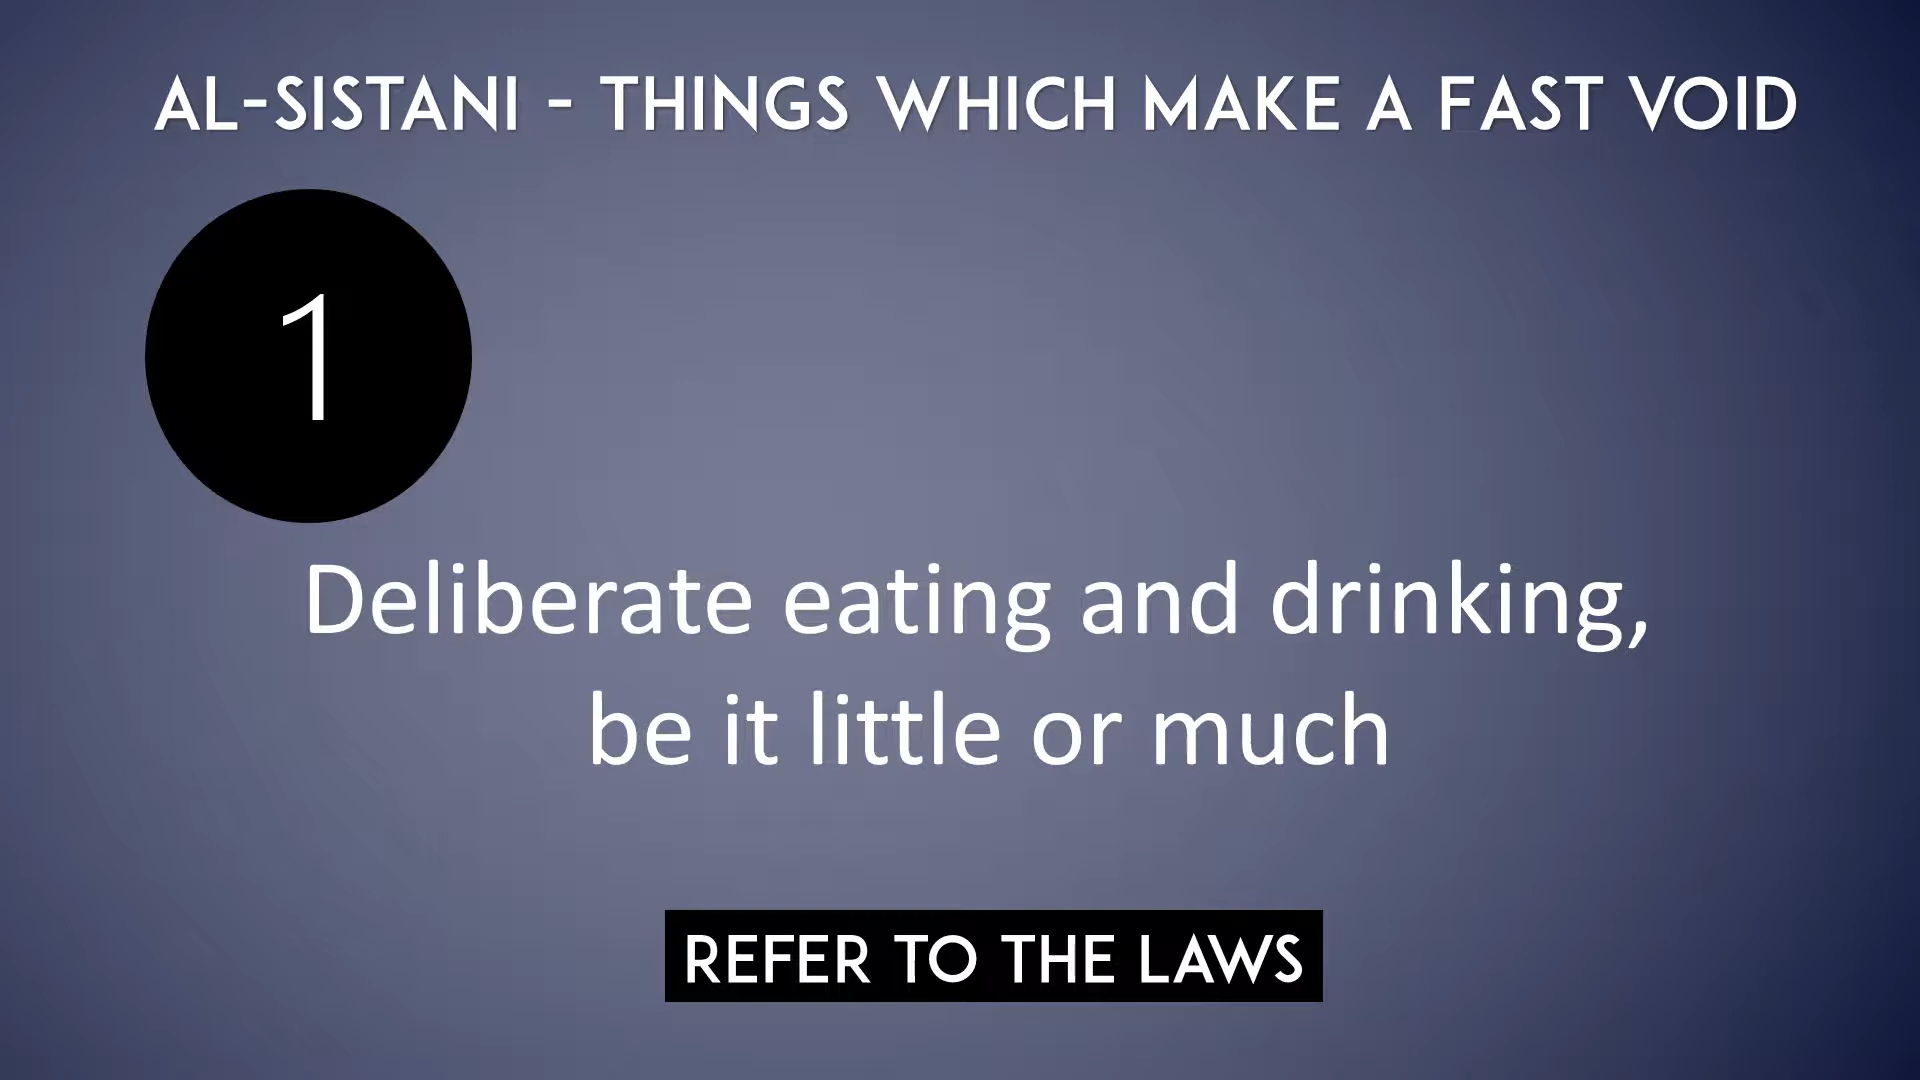 AL-SISTANI - THINGS WHICH MAKE A FAST VOID
1
Deliberate eating and drinking,
be it little or much
REFER TO THE LAWS